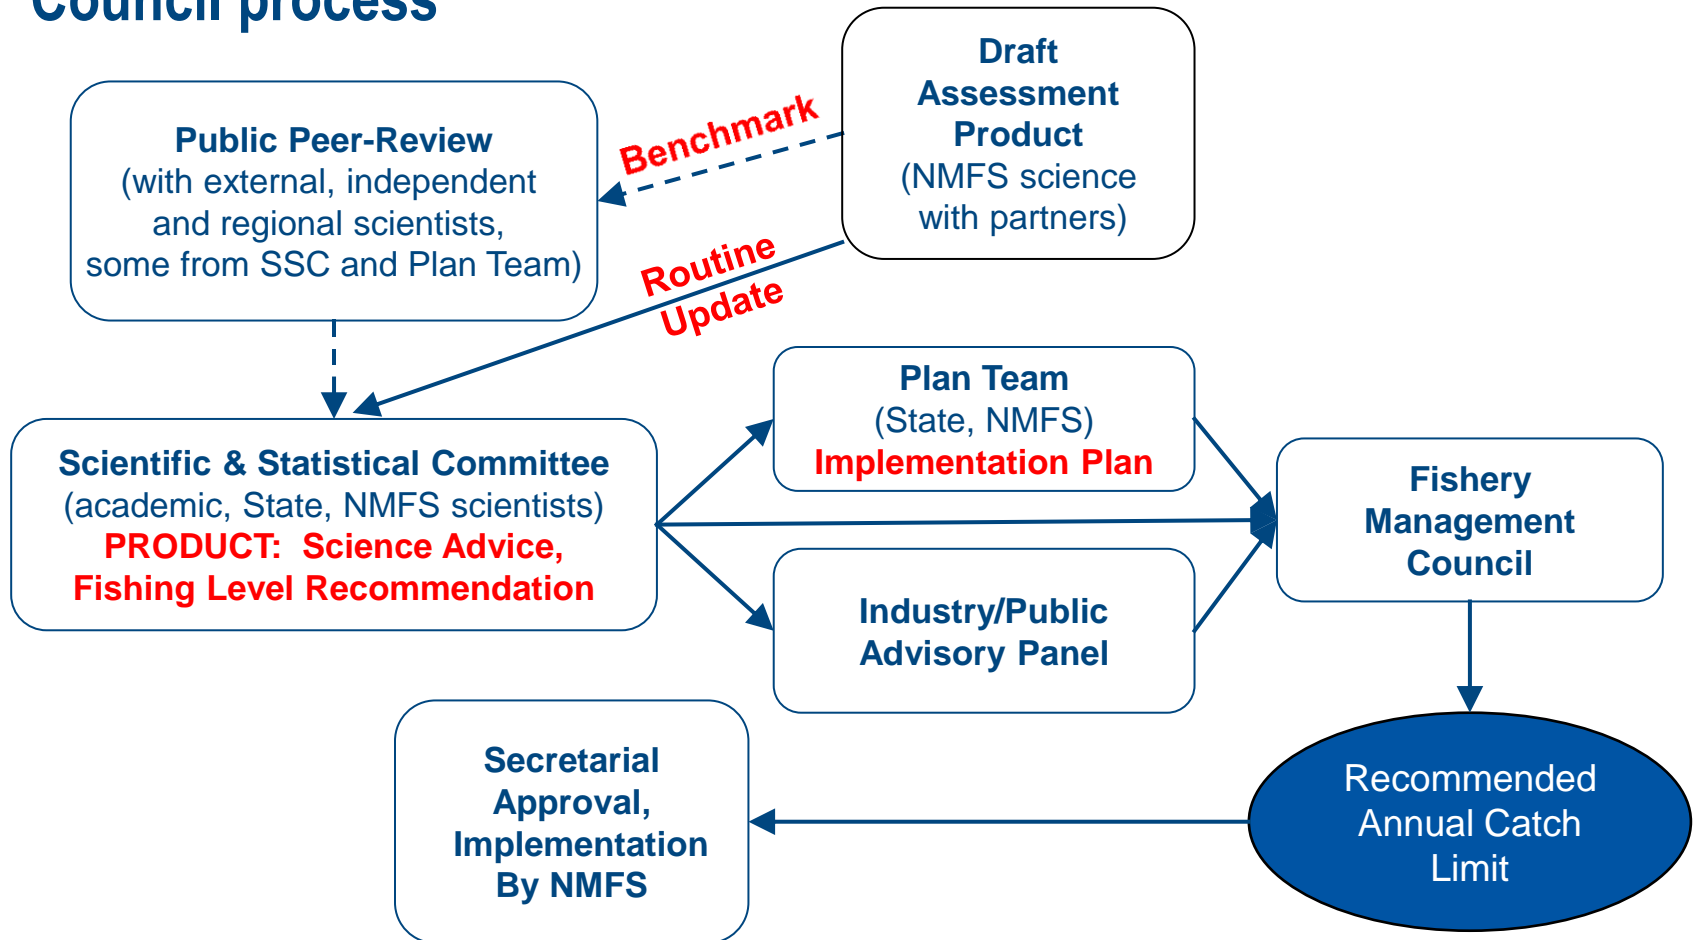 Council process
Draft
Assessment
Product
(NMFS science
with partners)
Public Peer-Review
(with external, independent
and regional scientists,
some from SSC and Plan Team)
Benchmark
Routine
Update
Scientific & Statistical Committee
(academic, State, NMFS scientists)
PRODUCT: Science Advice,
Fishing Level Recommendation
Plan Team
(State, NMFS)
Implementation Plan
Industry/Public
Advisory Panel
Fishery
Management
Council
Recommended
Annual Catch
Limit
Secretarial
Approval,
Implementation
By NMFS